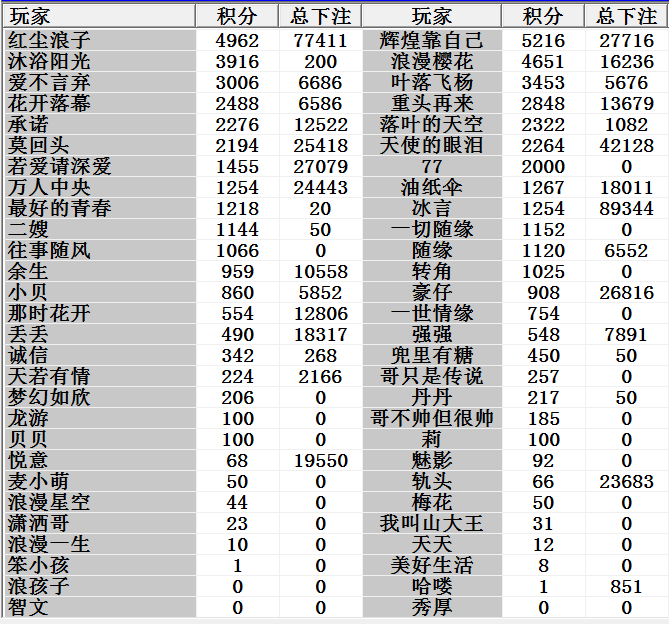 玩家 积分 总下注 玩家 积分 总下注
红尘浪子 4962 77411 辉煌靠自己 5216 27716
沐浴阳光 3916 200 浪漫樱花 4651 16236
爱不言弃 3006 6686 叶落飞杨 3453 5676
花开落幕 2488 6586 重头再来 2848 13679
承诺 2276 12522 落叶的天空 2322 1082
莫回头 2194 25418 天使的眼泪 2264 42128
若爱请深爱 1455 27079 77 2000 0
万人中央 1254 24443 油纸伞 1267 18011
最好的青春 1218 20 冰言 1254 89344
二嫂 1144 50 一切随缘 1152 0
往事随风 1066 0 随缘 1120 6552
余生 959 10558 转角 1025 0
小贝 860 5852 豪仔 908 26816
那时花开 554 12806 一世情缘 754 0
丢丢 490 18317 强强 548 7891
诚信 342 268 兜里有糖 450 50
天若有情 224 2166 哥只是传说 257 0
梦幻如欣 206 0 丹丹 217 50
龙游 100 0 哥不帅但很帅 185 0
贝贝 100 0 莉 100 0
悦意 68 19550 魅影 92 0
麦小萌 50 0 轨头 66 23683
浪漫星空 44 0 梅花 50 0
潇洒哥 23 0 我叫山大王 31 0
浪漫一生 10 0 天天 12 0
笨小孩 1 0 美好生活 8 0
浪孩子 0 0 哈喽 1 851
智文 0 0 秀厚 0 0